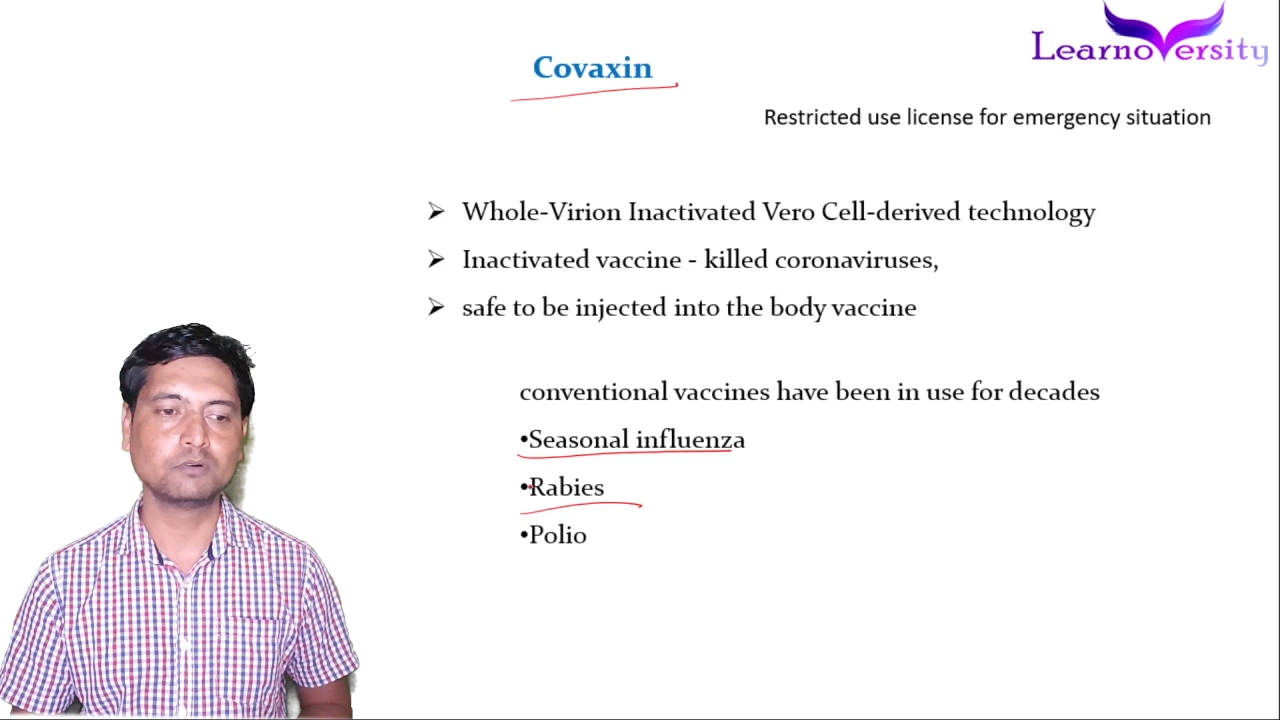 Learnoversity
Covaxin
Restricted use license for emergency situation
➢ Whole-Virion Inactivated Vero Cell-derived technology
➢ Inactivated vaccine - killed coronaviruses,
➢ safe to be injected into the body vaccine
conventional vaccines have been in use for decades
•Seasonal influenza
•Rabies
•Polio